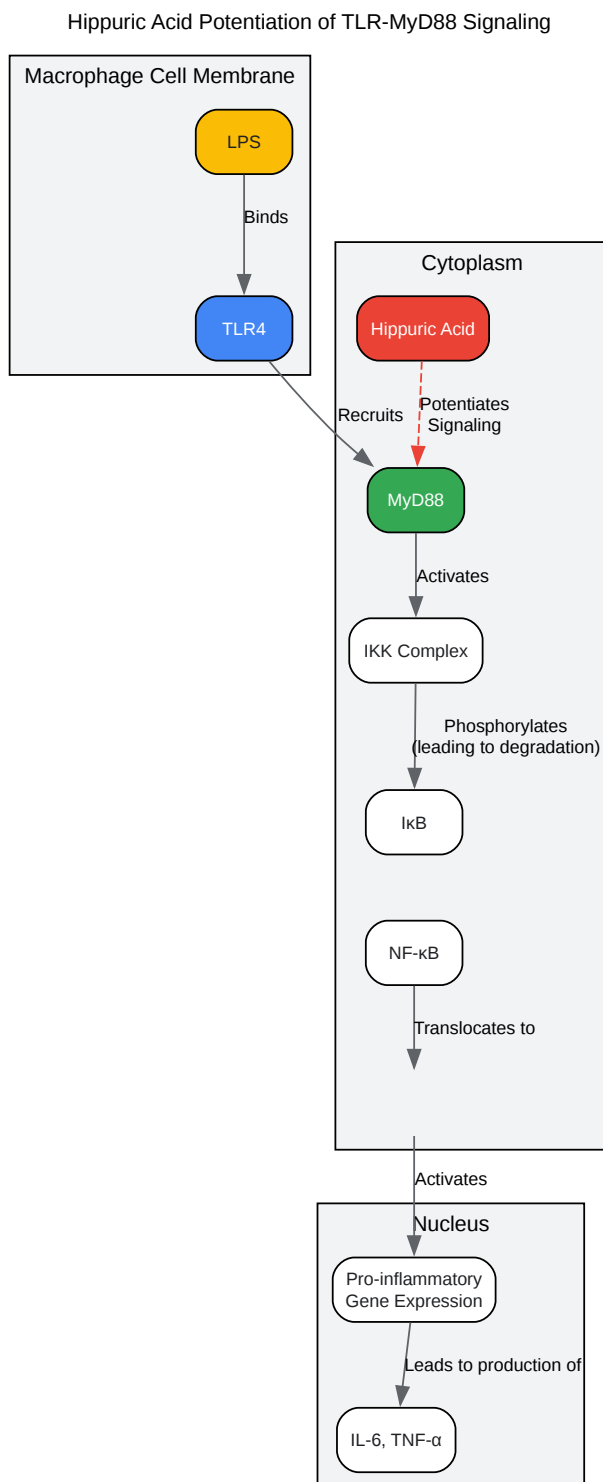 Hippuric Acid Potentiation of TLR-MyD88 Signaling
Macrophage Cell Membrane
LPS
Binds
TLR4
Cytoplasm
Hippuric Acid
Recruits
Potentiates
Signaling
MyD88
Activates
IKK Complex
Phosphorylates
(leading to degradation)
IκB
NF-κB
Translocates to
Activates
Nucleus
Pro-inflammatory
Gene Expression
Leads to production of
IL-6, TNF-α